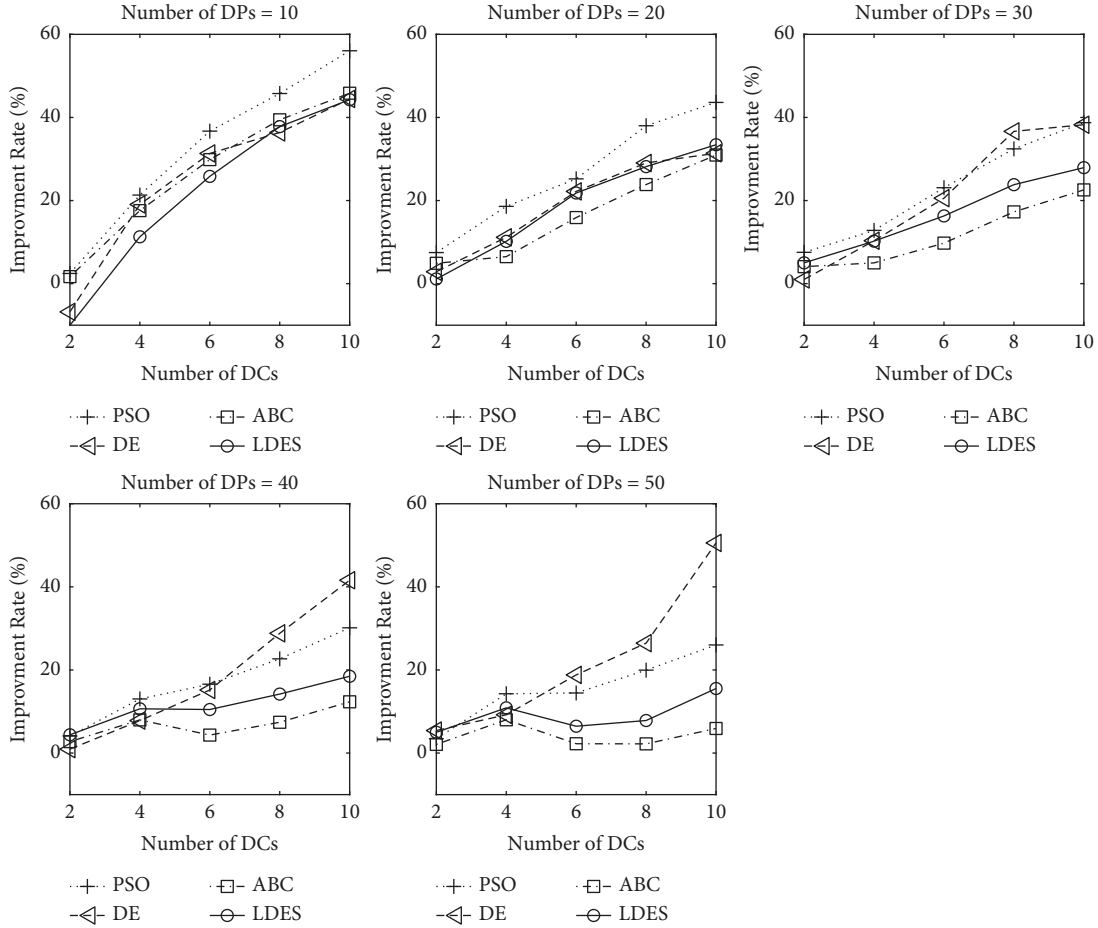 Number of DPs = 10
60
40
20
0
Improvment Rate (%)
2 4 6 8 10
Number of DCs
PSO ABC
DE LDES
Number of DPs = 20
60
40
20
0
Improvment Rate (%)
2 4 6 8 10
Number of DCs
PSO ABC
DE LDES
Number of DPs = 30
60
40
20
0
Improvment Rate (%)
2 4 6 8 10
Number of DCs
PSO ABC
DE LDES
Number of DPs = 40
60
40
20
0
Improvment Rate (%)
2 4 6 8 10
Number of DCs
PSO ABC
DE LDES
Number of DPs = 50
60
40
20
0
Improvment Rate (%)
2 4 6 8 10
Number of DCs
PSO ABC
DE LDES